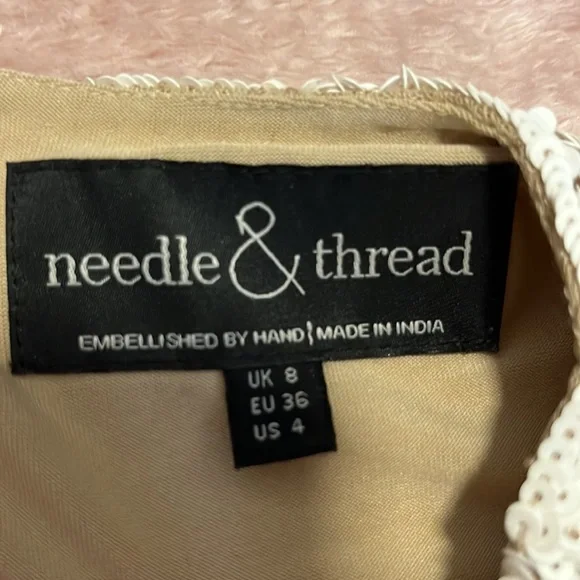 needle & thread
EMBELLISHED BY HAND | MADE IN INDIA
UK 8
EU 36
US 4